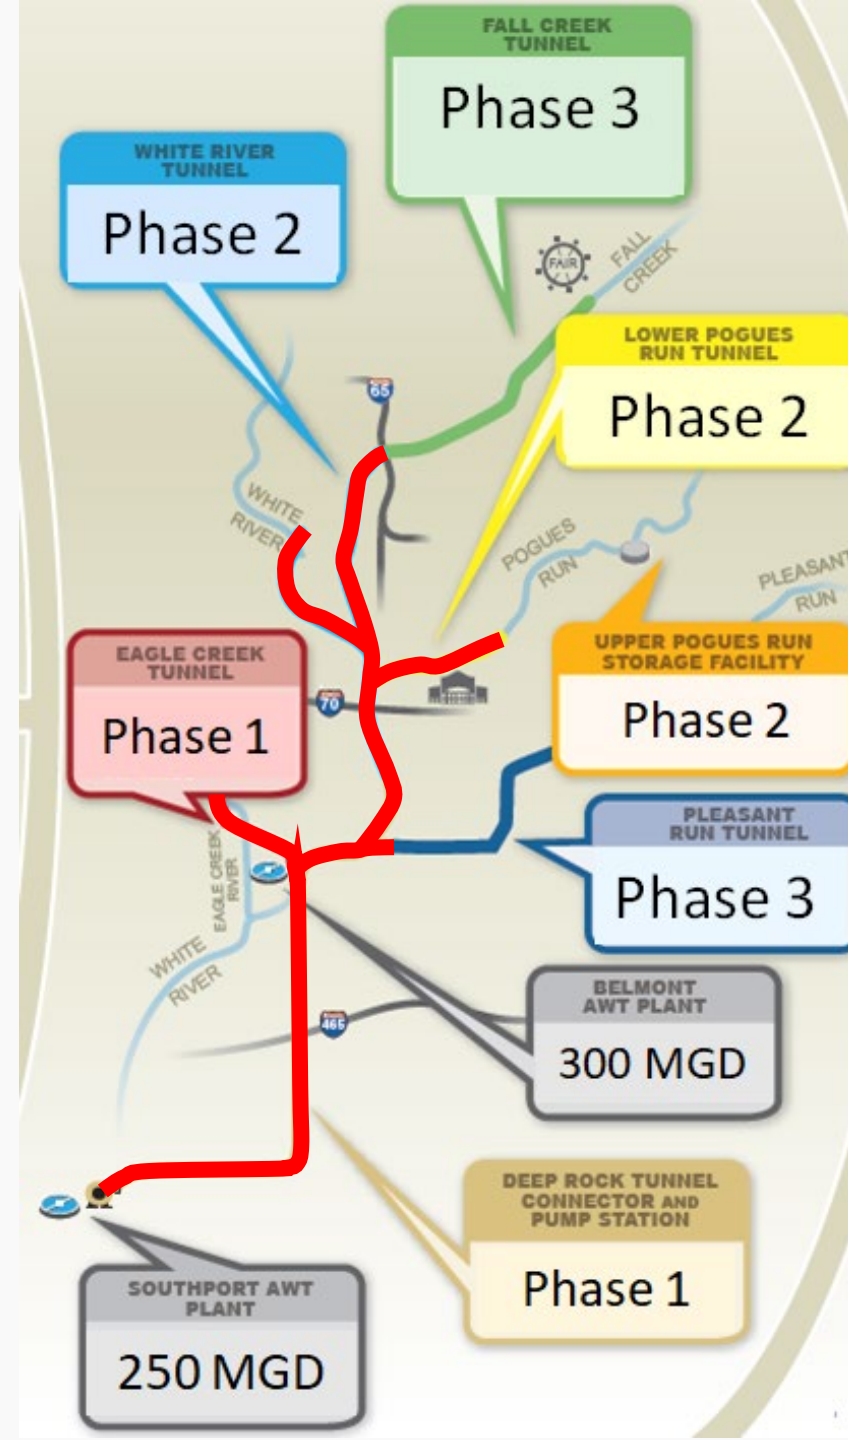 FALL CREEK
TUNNEL
Phase 3
WHITE RIVER
TUNNEL
Phase 2
FAIR
FALL
CREEK
LOWER POGUES
RUN TUNNEL
Phase 2
65
WHITE
RIVER
POGUES
RUN
PLEASANT
RUN
EAGLE CREEK
TUNNEL
Phase 1
70
UPPER POGUES RUN
STORAGE FACILITY
Phase 2
PLEASANT
RUN TUNNEL
Phase 3
EAGLE CREEK
RIVER
WHITE
RIVER
465
BELMONT
AWT PLANT
300 MGD
DEEP ROCK TUNNEL
CONNECTOR AND
PUMP STATION
Phase 1
SOUTHPORT AWT
PLANT
250 MGD